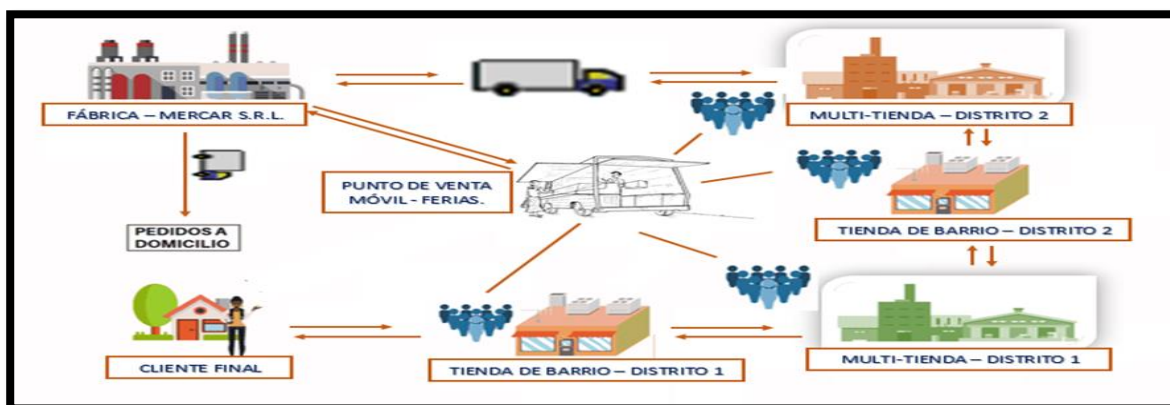 FÁBRICA – MERCAR S.R.L.
MULTI-TIENDA – DISTRITO 2
PUNTO DE VENTA
MÓVIL - FERIAS.
PEDIDOS A
DOMICILIO
TIENDA DE BARRIO – DISTRITO 2
CLIENTE FINAL
TIENDA DE BARRIO – DISTRITO 1
MULTI-TIENDA – DISTRITO 1